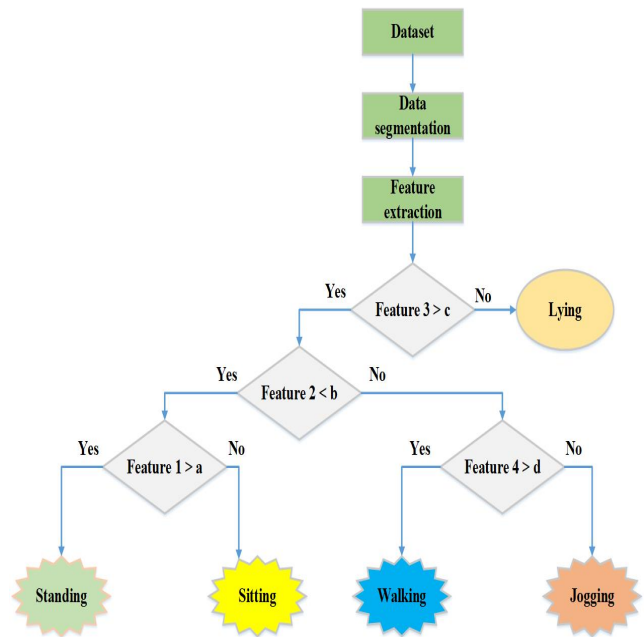 Dataset
Data
segmentation
Feature
extraction
Yes
No
Feature 3 > c
Lying
Yes
No
Feature 2 < b
Yes
No
Yes
No
Feature 1 > a
Feature 4 > d
Standing
Sitting
Walking
Jogging